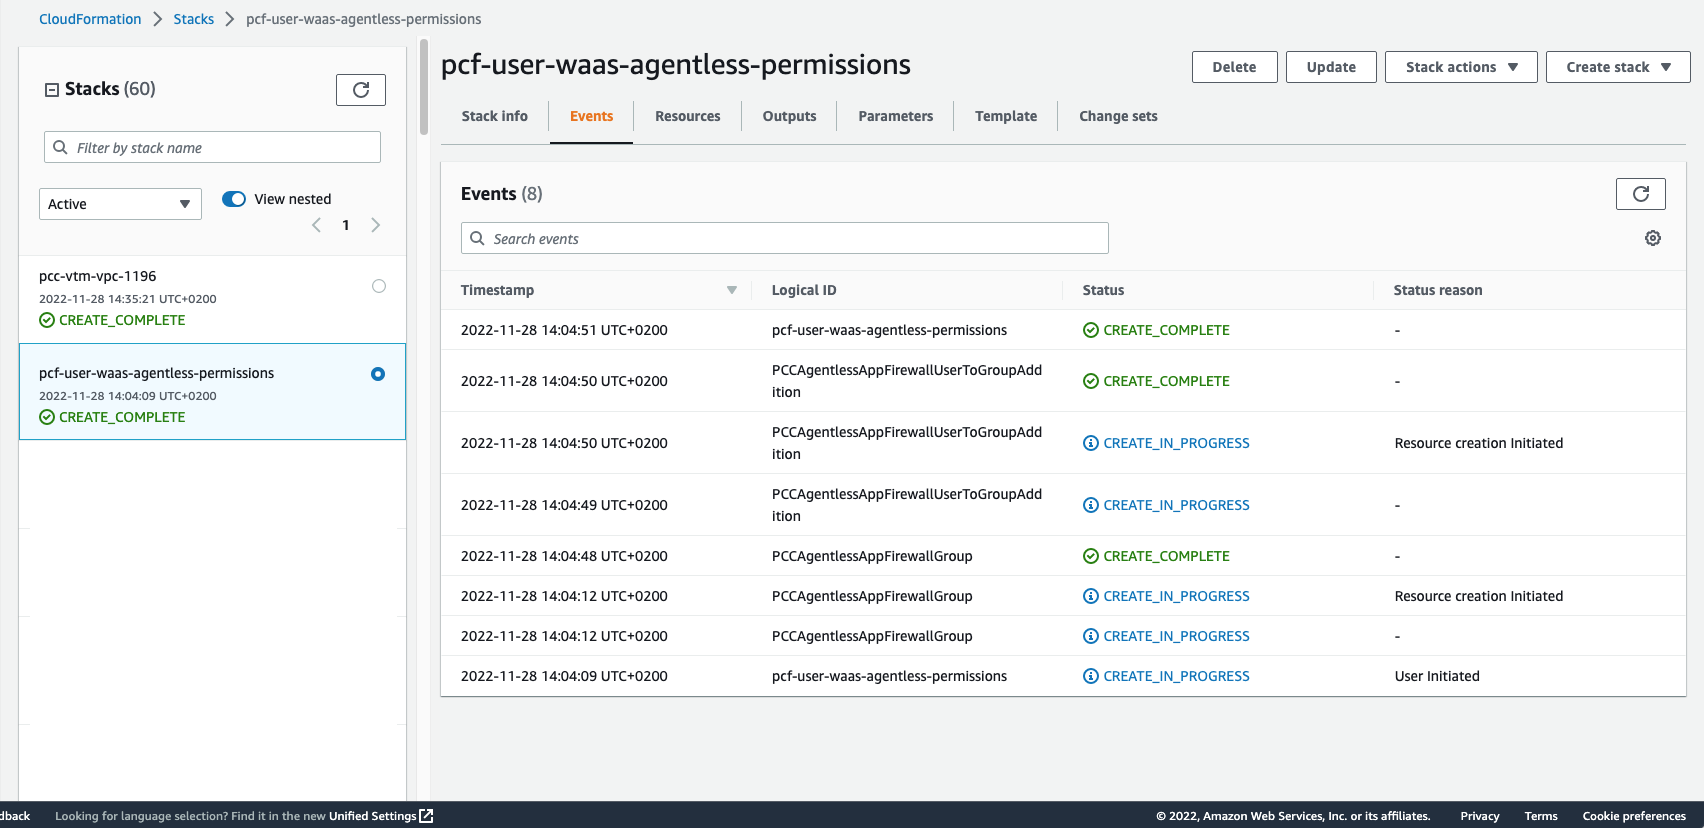 CloudFormation > Stacks > pcf-user-waas-agentless-permissions
Stacks (60)
Filter by stack name
Active
View nested
1
pcc-vtm-vpc-1196
2022-11-28 14:35:21 UTC+0200
CREATE_COMPLETE
pcf-user-waas-agentless-permissions
2022-11-28 14:04:09 UTC+0200
CREATE_COMPLETE
pcf-user-waas-agentless-permissions
Delete Update Stack actions Create stack
Stack info Events Resources Outputs Parameters Template Change sets
Events (8)
Search events
Timestamp Logical ID Status Status reason
2022-11-28 14:04:51 UTC+0200 pcf-user-waas-agentless-permissions CREATE_COMPLETE -
2022-11-28 14:04:50 UTC+0200 PCCAgentlessAppFirewallUserToGroupAdd CREATE_COMPLETE -
ition
2022-11-28 14:04:50 UTC+0200 PCCAgentlessAppFirewallUserToGroupAdd CREATE_IN_PROGRESS Resource creation Initiated
ition
2022-11-28 14:04:49 UTC+0200 PCCAgentlessAppFirewallUserToGroupAdd CREATE_IN_PROGRESS -
ition
2022-11-28 14:04:48 UTC+0200 PCCAgentlessAppFirewallGroup CREATE_COMPLETE -
2022-11-28 14:04:12 UTC+0200 PCCAgentlessAppFirewallGroup CREATE_IN_PROGRESS Resource creation Initiated
2022-11-28 14:04:12 UTC+0200 PCCAgentlessAppFirewallGroup CREATE_IN_PROGRESS -
2022-11-28 14:04:09 UTC+0200 pcf-user-waas-agentless-permissions CREATE_IN_PROGRESS User Initiated
dback Looking for language selection? Find it in the new Unified Settings © 2022, Amazon Web Services, Inc. or its affiliates. Privacy Terms Cookie preferences